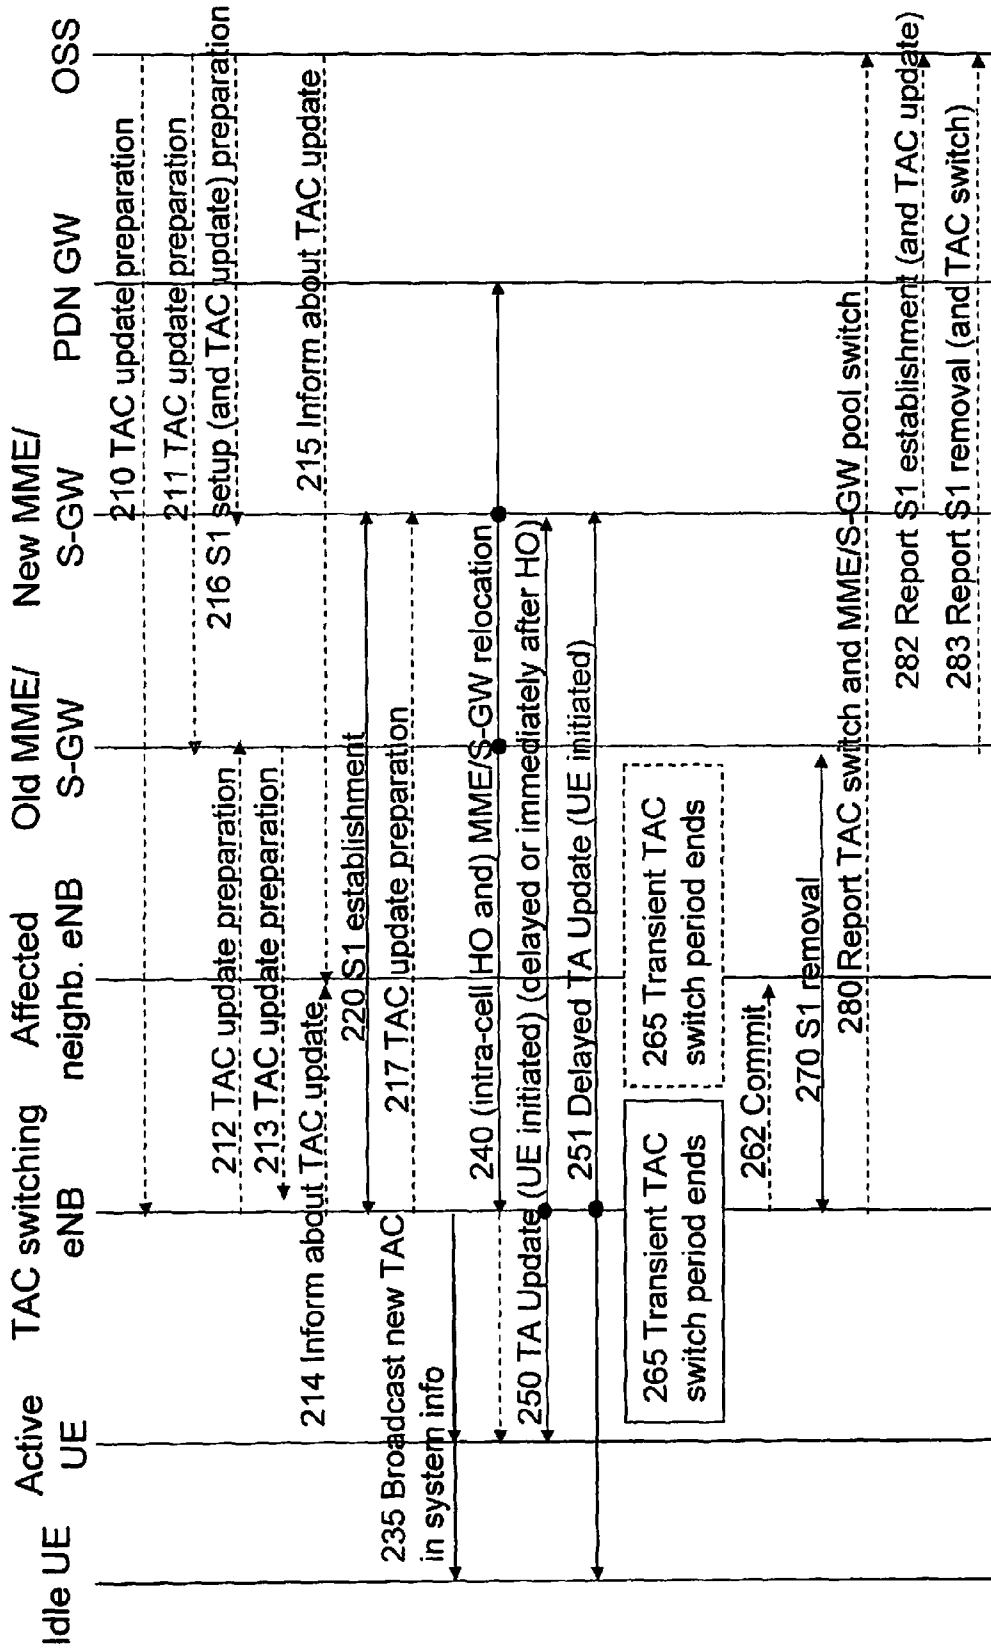 Idle UE
Active
UE
TAC switching
eNB
Affected
neighb. eNB
Old MME/
S-GW
New MME/
S-GW
PDN GW
OSS
210 TAC update preparation
211 TAC update preparation
216 S1 setup (and TAC update) preparation
212 TAC update preparation
213 TAC update preparation
214 Inform about TAC update
215 Inform about TAC update
220 S1 establishment
217 TAC update preparation
235 Broadcast new TAC
in system info
240 (intra-cell HO and) MME/S-GW relocation
250 TA Update (UE initiated) (delayed or immediately after HO)
251 Delayed TA Update (UE initiated)
265 Transient TAC
switch period ends
265 Transient TAC
switch period ends
262 Commit
270 S1 removal
280 Report TAC switch and MME/S-GW pool switch
282 Report S1 establishment (and TAC update)
283 Report S1 removal (and TAC switch)